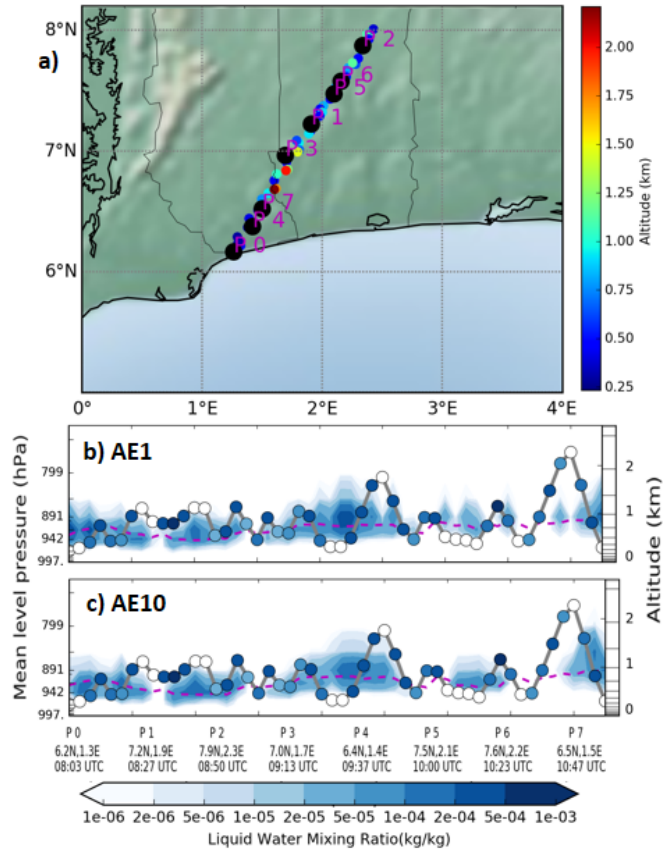 a)
8°N
7°N
6°N
0°
1°E
2°E
3°E
4°E
P 2
P 6
P 5
P 1
P 3
P 7
P 4
P 0
2.00
1.75
1.50
1.25
1.00
0.75
0.50
0.25
Altitude (km)
Mean level pressure (hPa)
b) AE1
799
891
942
997.
2
1
0
Altitude (km)
c) AE10
799
891
942
997.
2
1
0
P 0 P 1 P 2 P 3 P 4 P 5 P 6 P 7
6.2N,1.3E 7.2N,1.9E 7.9N,2.3E 7.0N,1.7E 6.4N,1.4E 7.5N,2.1E 7.6N,2.2E 6.5N,1.5E
08:03 UTC 08:27 UTC 08:50 UTC 09:13 UTC 09:37 UTC 10:00 UTC 10:23 UTC 10:47 UTC
1e-06 2e-06 5e-06 1e-05 2e-05 5e-05 1e-04 2e-04 5e-04 1e-03
Liquid Water Mixing Ratio(kg/kg)